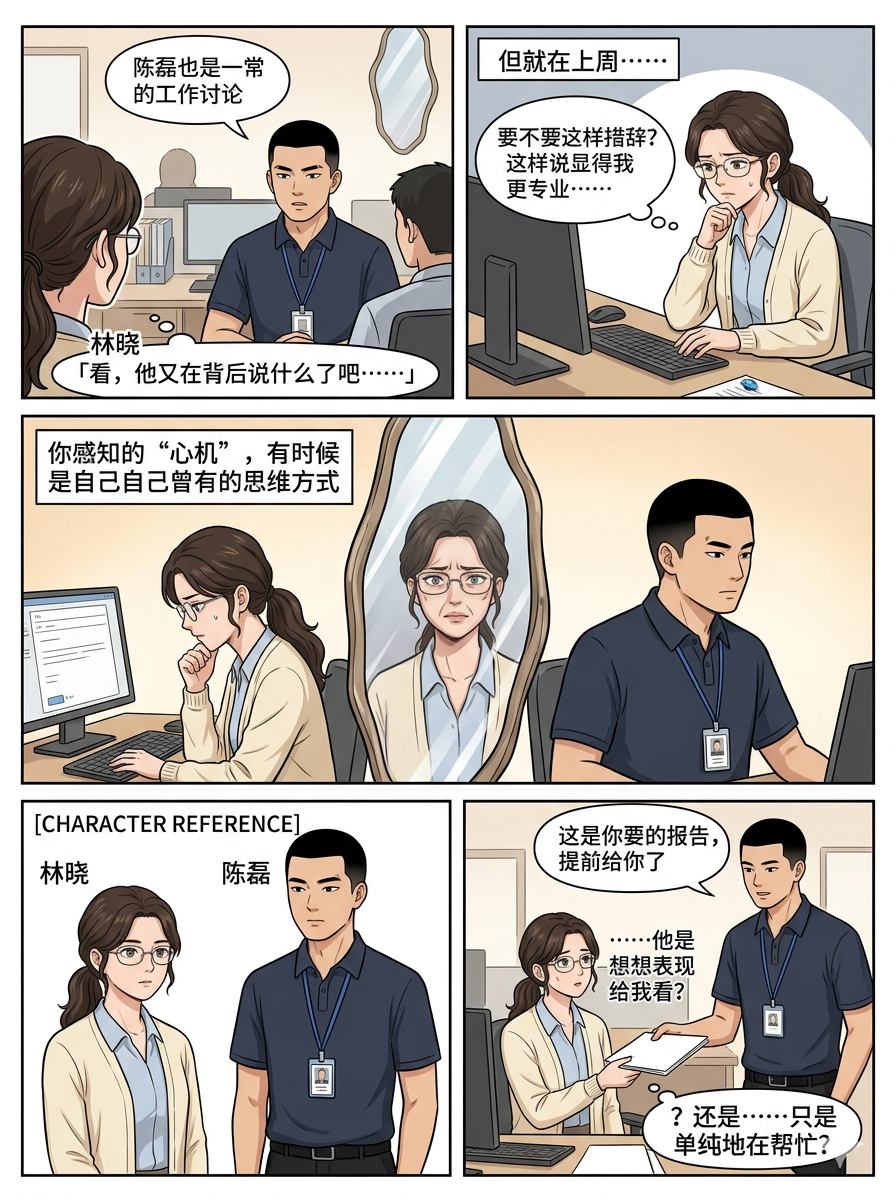 陈磊也是一常
的工作讨论
林晓
「看，他又在背后说什么了吧……」
但就在上周……
要不要这样措辞？
这样说显得我
更专业……
你感知的“心机”，有时候
是自己自己曾有的思维方式
[CHARACTER REFERENCE]
林晓
陈磊
这是你要的报告，
提前给你了
……他是
想想表现
给我看？
？还是……只是
单纯地在帮忙？